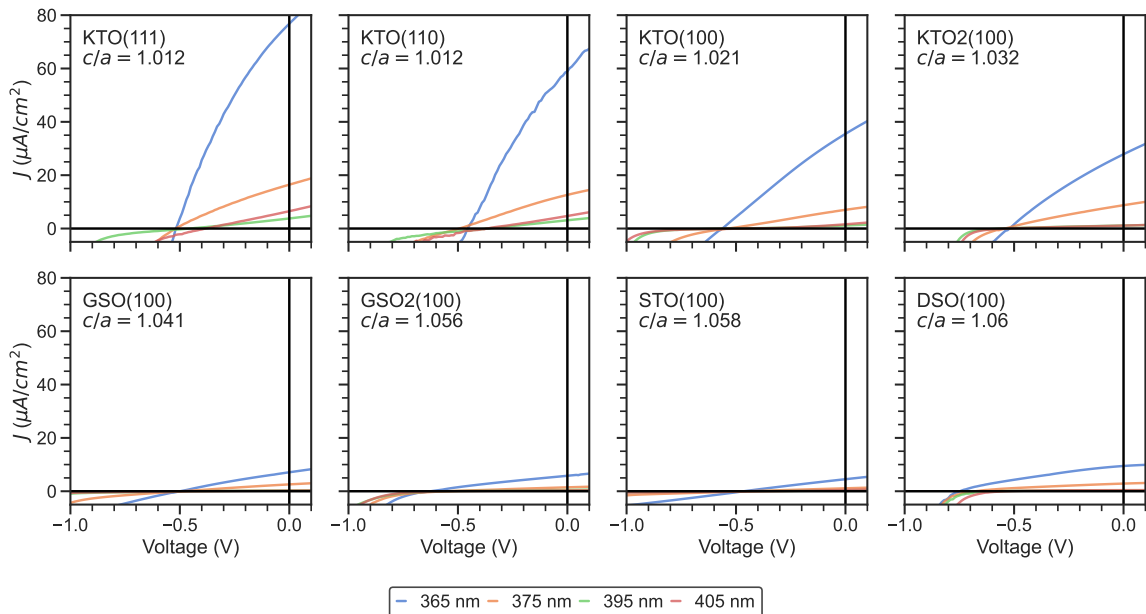 80
60
40
20
0
J (μA/cm²)
KTO(111)
c/a = 1.012
KTO(110)
c/a = 1.012
KTO(100)
c/a = 1.021
KTO2(100)
c/a = 1.032
80
60
40
20
0
J (μA/cm²)
GSO(100)
c/a = 1.041
GSO2(100)
c/a = 1.056
STO(100)
c/a = 1.058
DSO(100)
c/a = 1.06
−1.0 −0.5 0.0 −1.0 −0.5 0.0 −1.0 −0.5 0.0 −1.0 −0.5 0.0
Voltage (V) Voltage (V) Voltage (V) Voltage (V)
365 nm 375 nm 395 nm 405 nm